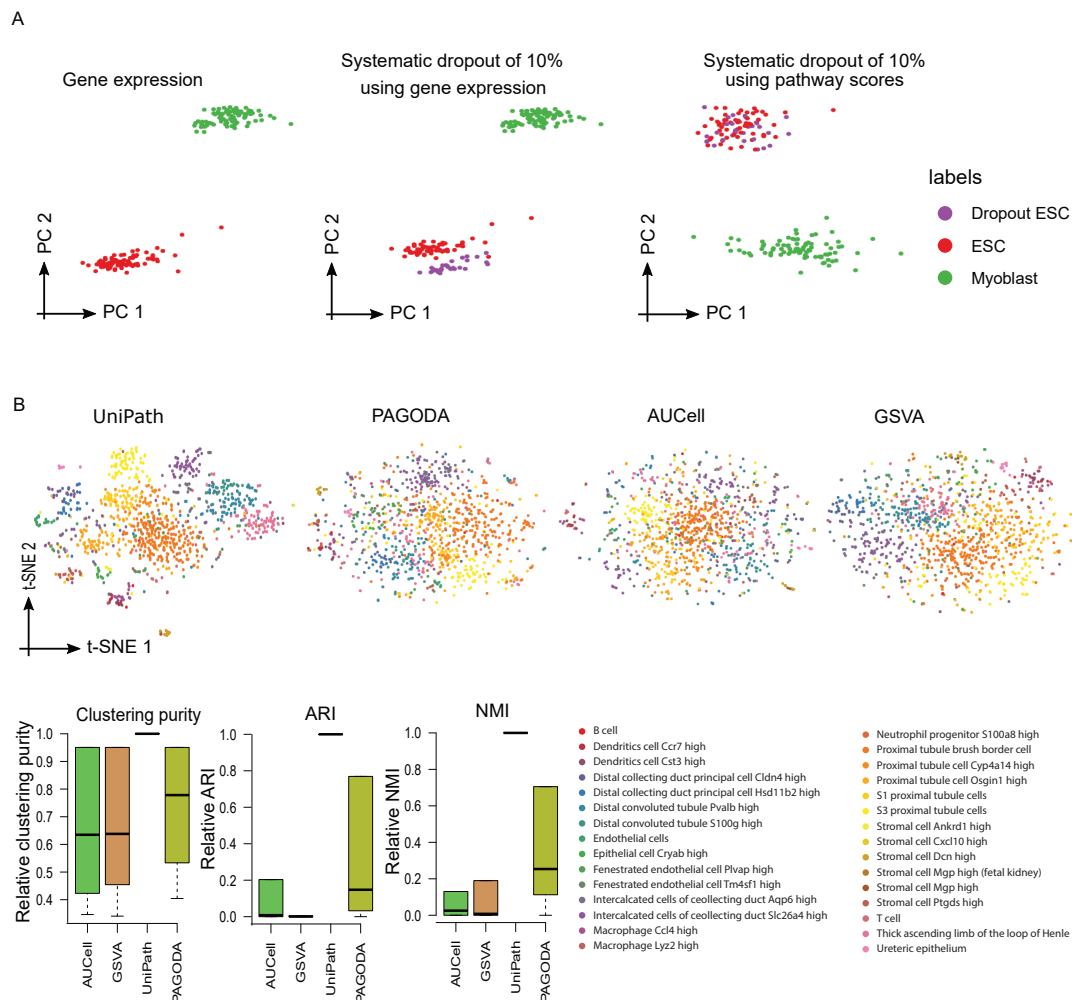 A
Gene expression
Systematic dropout of 10%
using gene expression
Systematic dropout of 10%
using pathway scores
PC 2
PC 1
PC 2
PC 1
PC 2
PC 1
labels
Dropout ESC
ESC
Myoblast
B
UniPath
PAGODA
AUCell
GSVA
t-SNE 2
t-SNE 1
Clustering purity
Relative clustering purity
1.0
0.9
0.8
0.7
0.6
0.5
0.4
AUCell
GSVA
UniPath
PAGODA
ARI
Relative ARI
1.0
0.8
0.6
0.4
0.2
0.0
AUCell
GSVA
UniPath
PAGODA
NMI
Relative NMI
1.0
0.8
0.6
0.4
0.2
0.0
AUCell
GSVA
UniPath
PAGODA
B cell
Dendritics cell Ccr7 high
Dendritics cell Cst3 high
Distal collecting duct principal cell Cldn4 high
Distal collecting duct principal cell Hsd11b2 high
Distal convoluted tubule Pvalb high
Distal convoluted tubule S100g high
Endothelial cells
Epithelial cell Cryab high
Fenestrated endothelial cell Plvap high
Fenestrated endothelial cell Tm4sf1 high
Intercalated cells of ceollecting duct Aqp6 high
Intercalcated cells of ceollecting duct Slc26a4 high
Macrophage Ccl4 high
Macrophage Lyz2 high
Neutrophil progenitor S100a8 high
Proximal tubule brush border cell
Proximal tubule cell Cyp4a14 high
Proximal tubule cell Osgin1 high
S1 proximal tubule cells
S3 proximal tubule cells
Stromal cell Ankrd1 high
Stromal cell Cxcl10 high
Stromal cell Dcn high
Stromal cell Mgp high (fetal kidney)
Stromal cell Mgp high
Stromal cell Ptgds high
T cell
Thick ascending limb of the loop of Henle
Ureteric epithelium